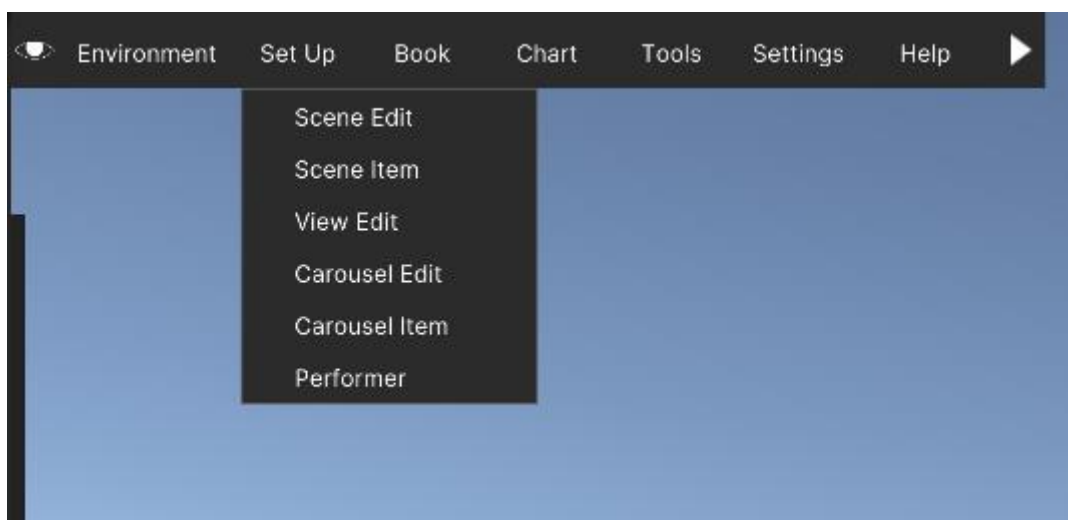 Environment Set Up Book Chart Tools Settings Help
Scene Edit
Scene Item
View Edit
Carousel Edit
Carousel Item
Performer